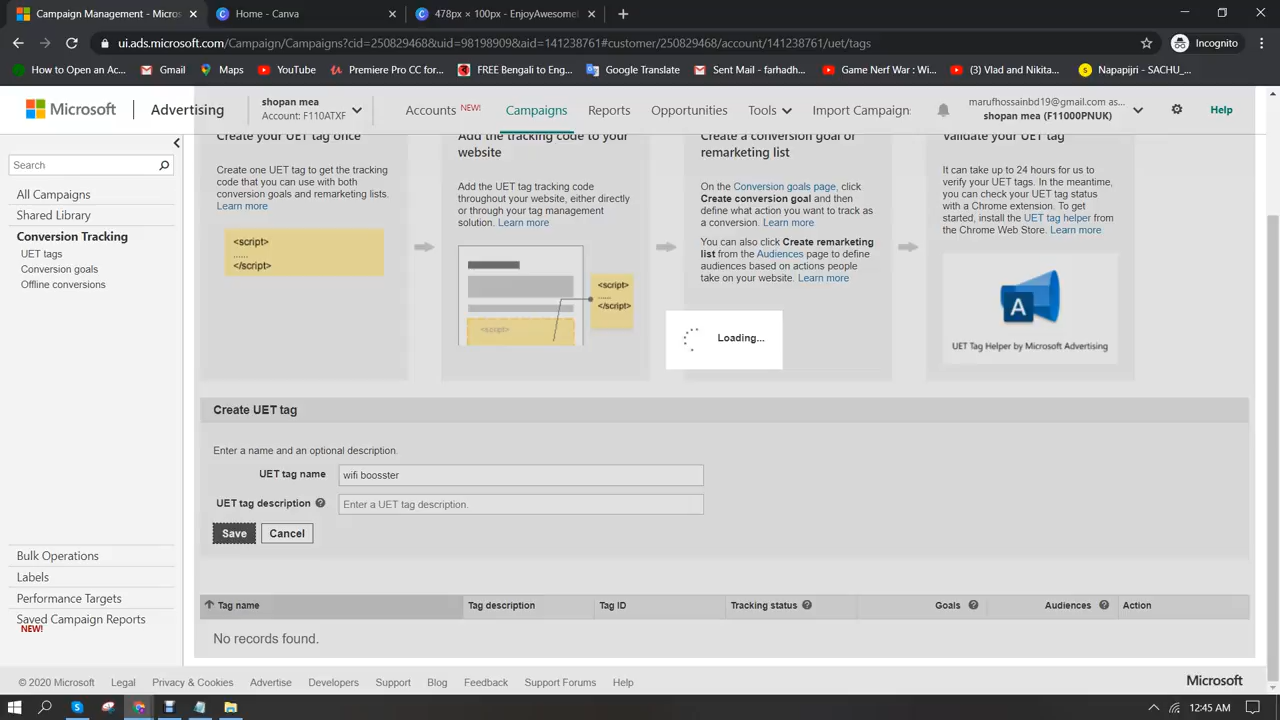 Campaign Management - Micros
Home - Canva
478px × 100px - EnjoyAwesomel
ui.ads.microsoft.com/Campaign/Campaigns?cid=250829468&uid=98198909&aid=141238761#customer/250829468/account/141238761/uet/tags
Incognito
How to Open an Ac...
Gmail
Maps
YouTube
Premiere Pro CC for...
FREE Bengali to En...
Google Translate
Sent Mail - farhadh...
Game Nerf War : Wi...
(3) Vlad and Nikita...
Napapijri - SACHU_...
Microsoft
Advertising
shopan mea
Account: F110ATXF
Accounts NEW!
Campaigns
Reports
Opportunities
Tools
Import Campaign
marufhossainbd19@gmail.com as...
shopan mea (F11000PNUK)
Help
Search
All Campaigns
Shared Library
Conversion Tracking
UET tags
Conversion goals
Offline conversions
Bulk Operations
Labels
Performance Targets
Saved Campaign Reports
NEW!
Create your UET tag once
Create one UET tag to get the tracking
code that you can use with both
conversion goals and remarketing lists.
Learn more
<script>
......
</script>
Add the tracking code to your
website
Add the UET tag tracking code
throughout your website, either directly
or through your tag management
solution. Learn more
<script>
......
</script>
<script>
Create a conversion goal or
remarketing list
On the Conversion goals page, click
Create conversion goal and then
define what action you want to track as
a conversion. Learn more
You can also click Create remarketing
list from the Audiences page to define
audiences based on actions people
take on your website. Learn more
Validate your UET
tag
It can take up to 24 hours for us to
verify your UET tags. In the meantime,
you can check your UET tag status
with a Chrome extension. To get
started, install the UET tag helper from
the Chrome Web Store. Learn more
A
UET Tag Helper by Microsoft Advertising
Loading...
Create UET tag
Enter a name and an optional description.
UET tag name
wifi boosster
UET tag description
Enter a UET tag description.
Save
Cancel
Tag name
Tag description
Tag ID
Tracking status
Goals
Audiences
Action
No records found.
© 2020 Microsoft
Legal
Privacy & Cookies
Advertise
Developers
Support
Blog
Feedback
Support Forums
Help
Microsoft
12:45 AM